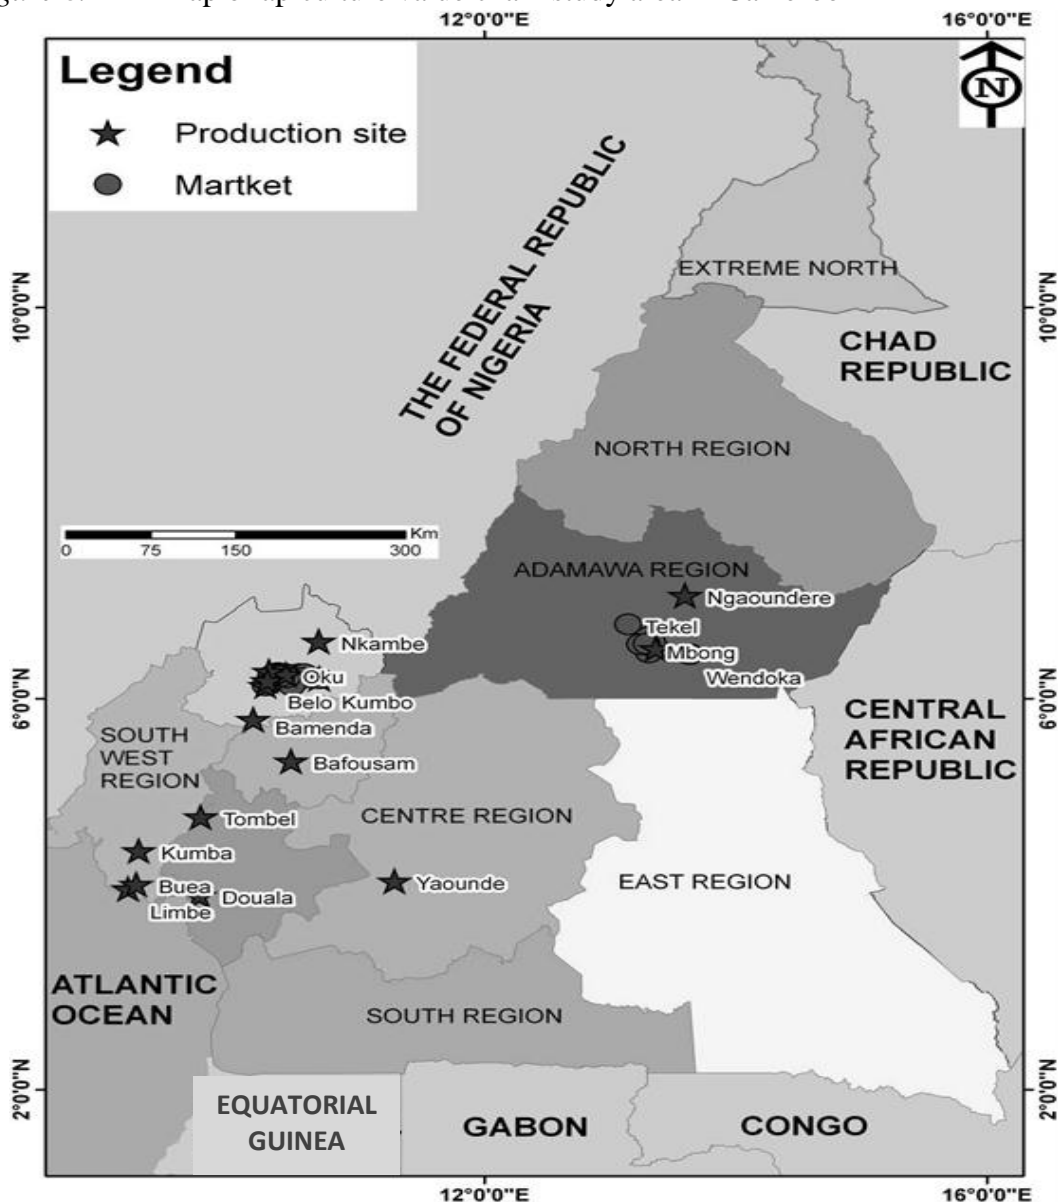 12°0'0"E
16°0'0"E
Legend
Production site
Martket
N
THE FEDERAL REPUBLIC
OF NIGERIA
EXTREME NORTH
10°0'0"N
10°0'0"N
CHAD
REPUBLIC
NORTH REGION
Km
0 75 150 300
ADAMAWA REGION
Ngaoundere
Tekel
Mbong
Wendoka
Nkambe
Oku
Belo Kumbo
Bamenda
Bafousam
6°0'0"N
6°0'0"N
SOUTH
WEST
REGION
CENTRAL
AFRICAN
REPUBLIC
Tombel
CENTRE REGION
Kumba
Buea
Limbe
Douala
Yaounde
EAST REGION
ATLANTIC
OCEAN
SOUTH REGION
2°0'0"N
2°0'0"N
EQUATORIAL
GUINEA
GABON
CONGO
12°0'0"E
16°0'0"E